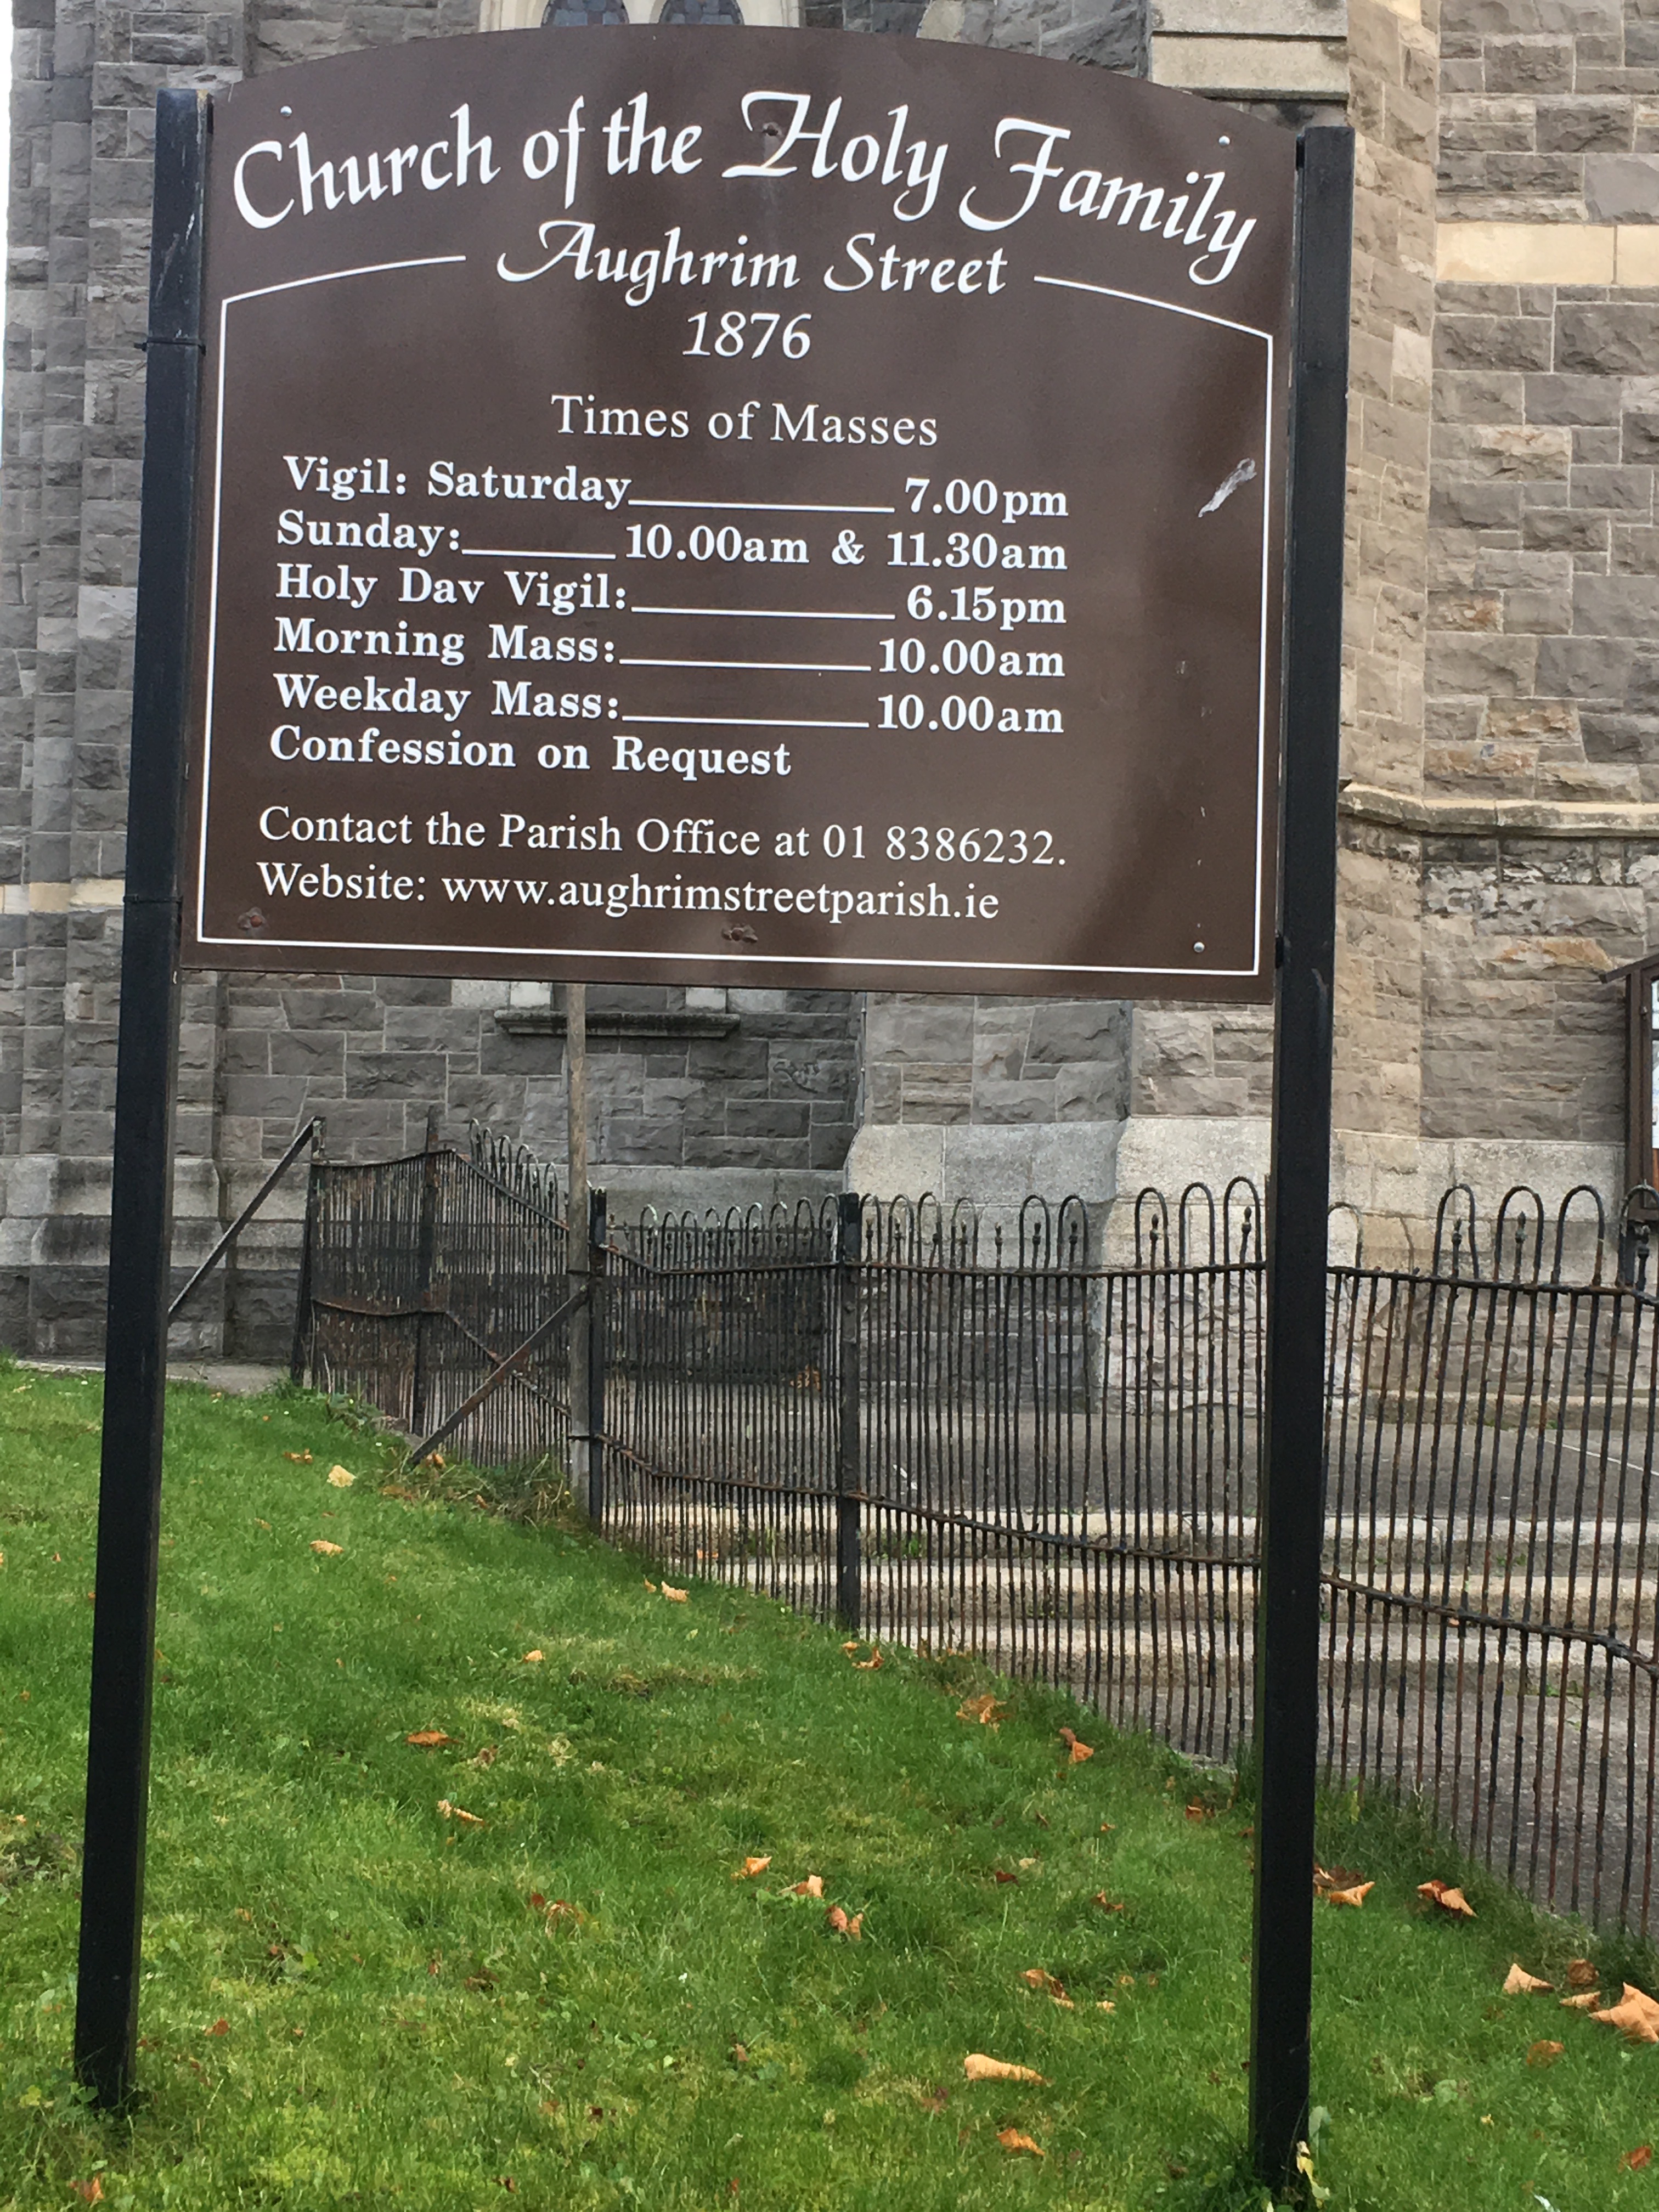 Church of the Holy Family
Aughrim Street
1876
Times of Masses
Vigil: Saturday 7.00pm
Sunday: 10.00am & 11.30am
Holy Dav Vigil: 6.15pm
Morning Mass: 10.00am
Weekday Mass: 10.00am
Confession on Request
Contact the Parish Office at 01 8386232.
Website: www.aughrimstreetparish.ie